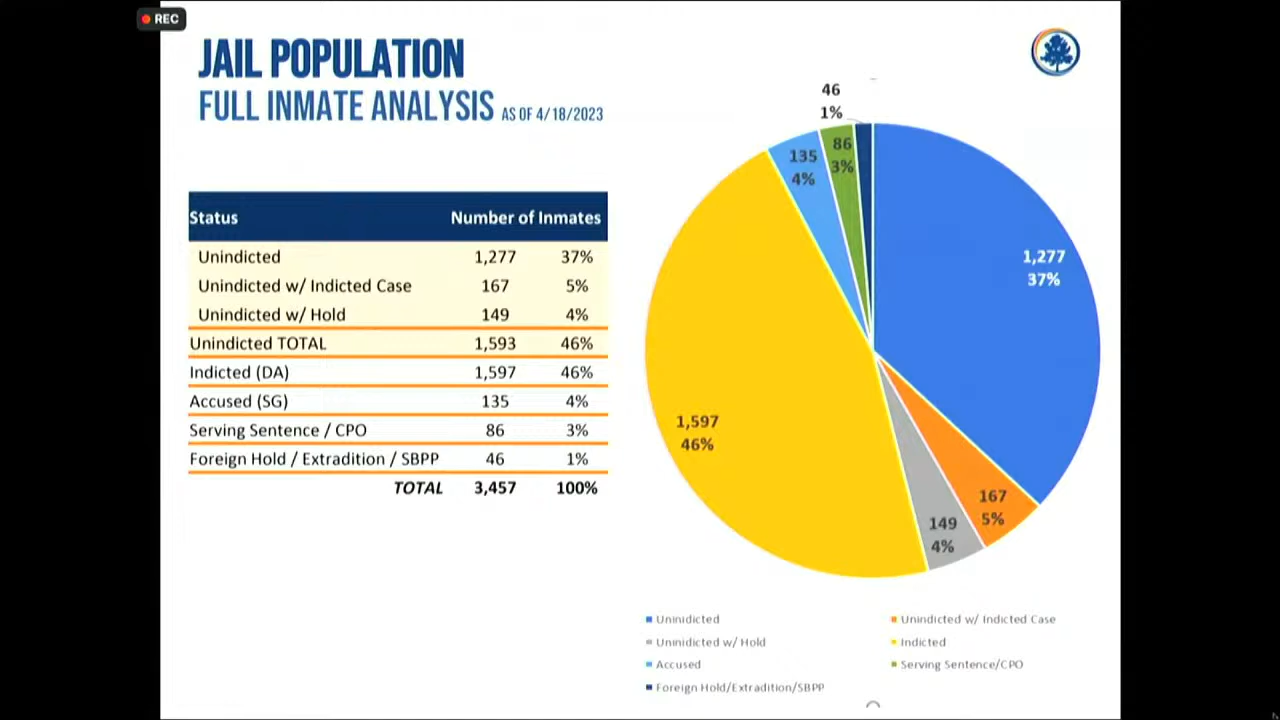 REC
JAIL POPULATION
FULL INMATE ANALYSIS AS OF 4/18/2023
Status Number of Inmates
Unindicted 1,277 37%
Unindicted w/ Indicted Case 167 5%
Unindicted w/ Hold 149 4%
Unindicted TOTAL 1,593 46%
Indicted (DA) 1,597 46%
Accused (SG) 135 4%
Serving Sentence / CPO 86 3%
Foreign Hold / Extradition / SBPP 46 1%
TOTAL 3,457 100%
46
1%
135
4%
86
3%
1,277
37%
1,597
46%
167
5%
149
4%
Uninidicted
Unindicted w/ Indicted Case
Uninidicted w/ Hold
Indicted
Accused
Serving Sentence/CPO
Foreign Hold/Extradition/SBPP